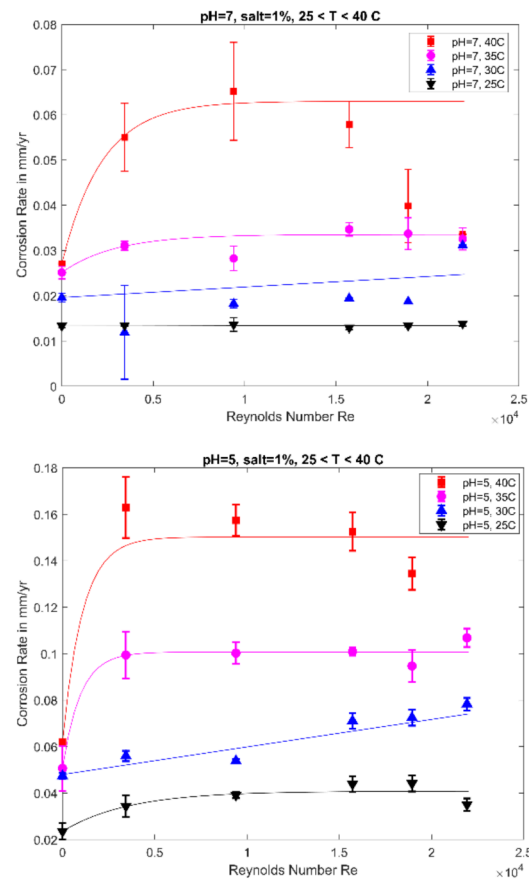 pH=7, salt=1%, 25 < T < 40 C
0.08
0.07
0.06
0.05
0.04
0.03
0.02
0.01
0
Corrosion Rate in mm/yr
pH=7, 40C
pH=7, 35C
pH=7, 30C
pH=7, 25C
0 0.5 1 1.5 2 2.5
Reynolds Number Re
×10⁴
pH=5, salt=1%, 25 < T < 40 C
0.18
0.16
0.14
0.12
0.1
0.08
0.06
0.04
0.02
Corrosion Rate in mm/yr
pH=5, 40C
pH=5, 35C
pH=5, 30C
pH=5, 25C
0 0.5 1 1.5 2 2.5
Reynolds Number Re
×10⁴